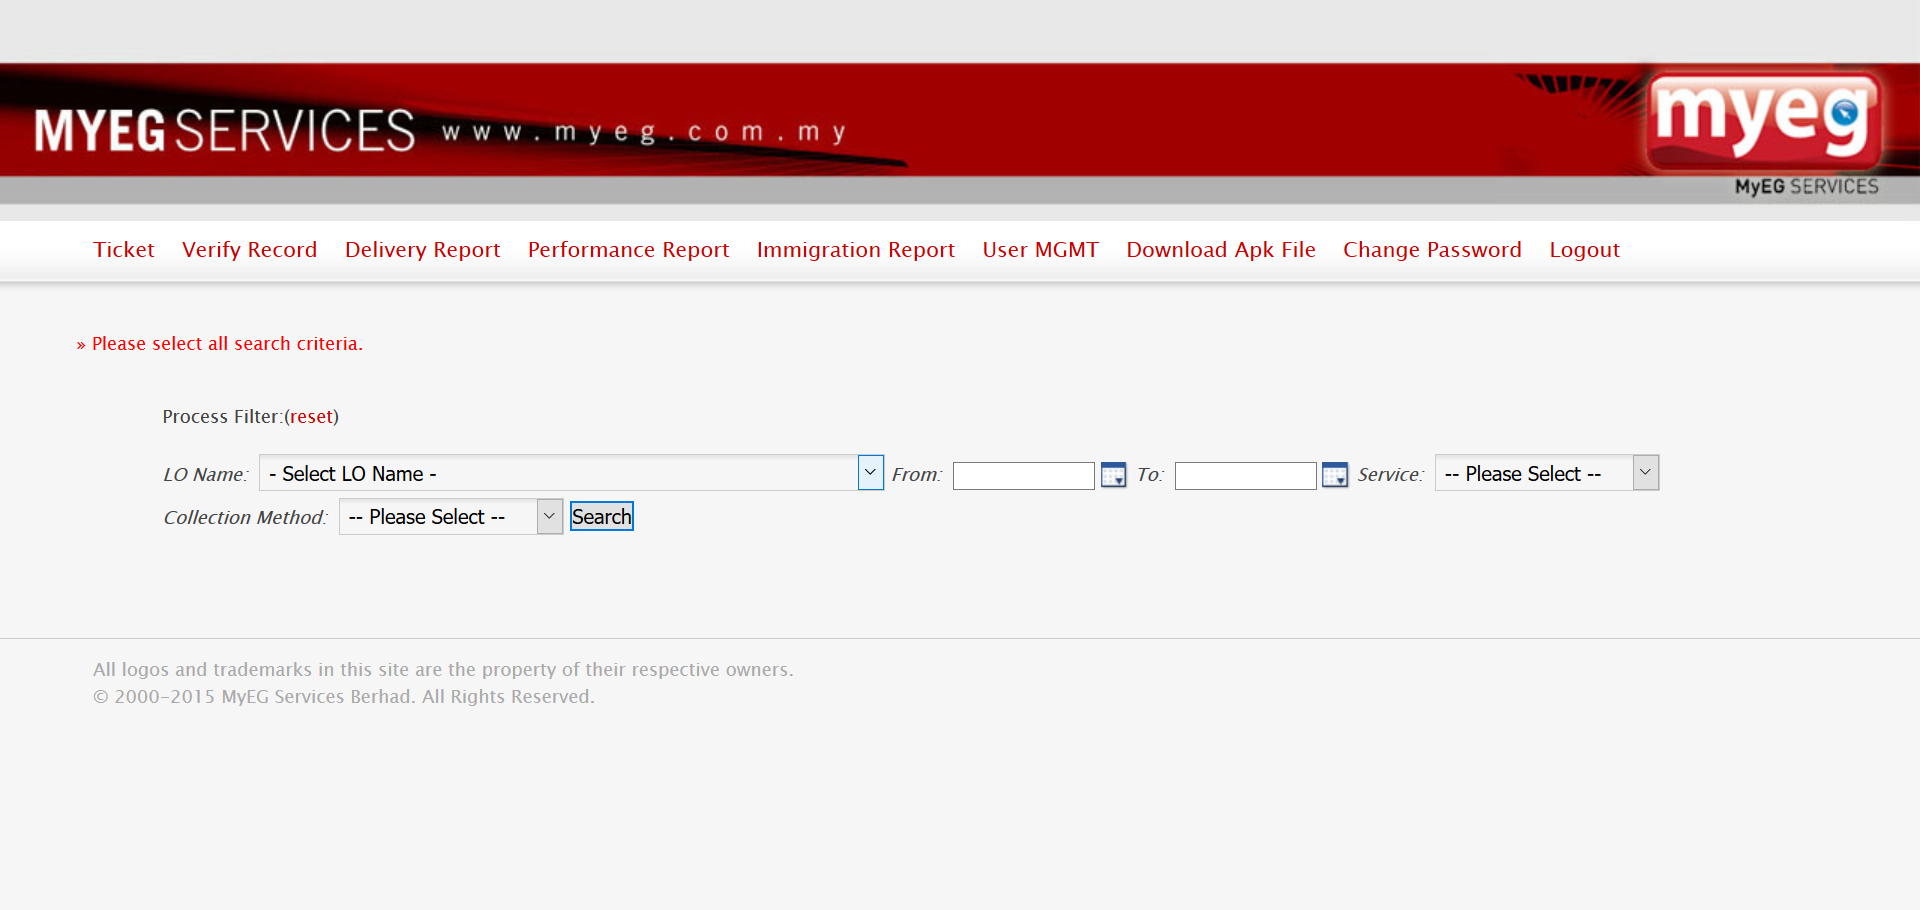 MYEG SERVICES www.myeg.com.my
myeg
MyEG SERVICES
Ticket Verify Record Delivery Report Performance Report Immigration Report User MGMT Download Apk File Change Password Logout
» Please select all search criteria.
Process Filter:(reset)
LO Name: - Select LO Name - From: To: Service: -- Please Select --
Collection Method: -- Please Select -- Search
All logos and trademarks in this site are the property of their respective owners.
© 2000-2015 MyEG Services Berhad. All Rights Reserved.